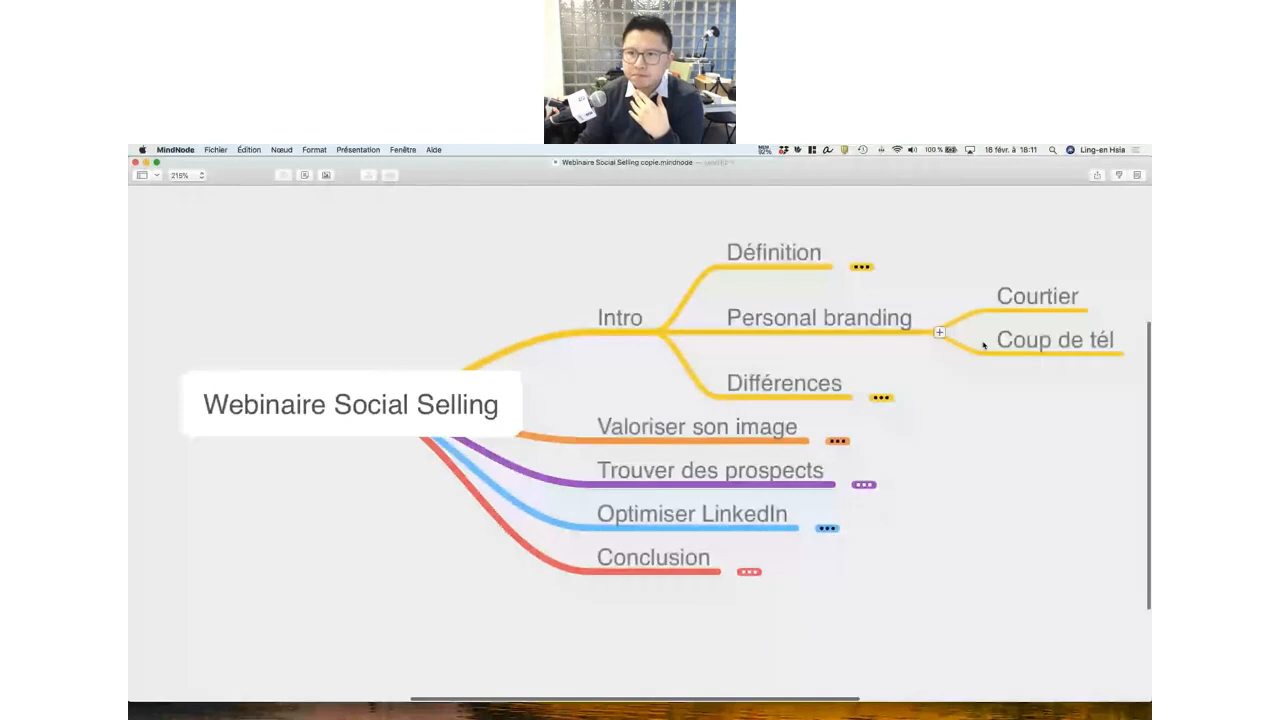 MindNode Fichier Édition Nœud Format Présentation Fenêtre Aide 100 % 16 févr. à 18:11 Ling-en Hsia
Webinaire Social Selling copie.mindnode
215%
Définition
Courtier
Intro
Personal branding
Coup de tél
Différences
Webinaire Social Selling
Valoriser son image
Trouver des prospects
Optimiser LinkedIn
Conclusion